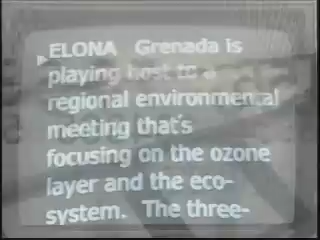 ELONA Grenada is
playing host to a
regional environmental
meeting that's
focusing on the ozone
layer and the eco-
system. The three-